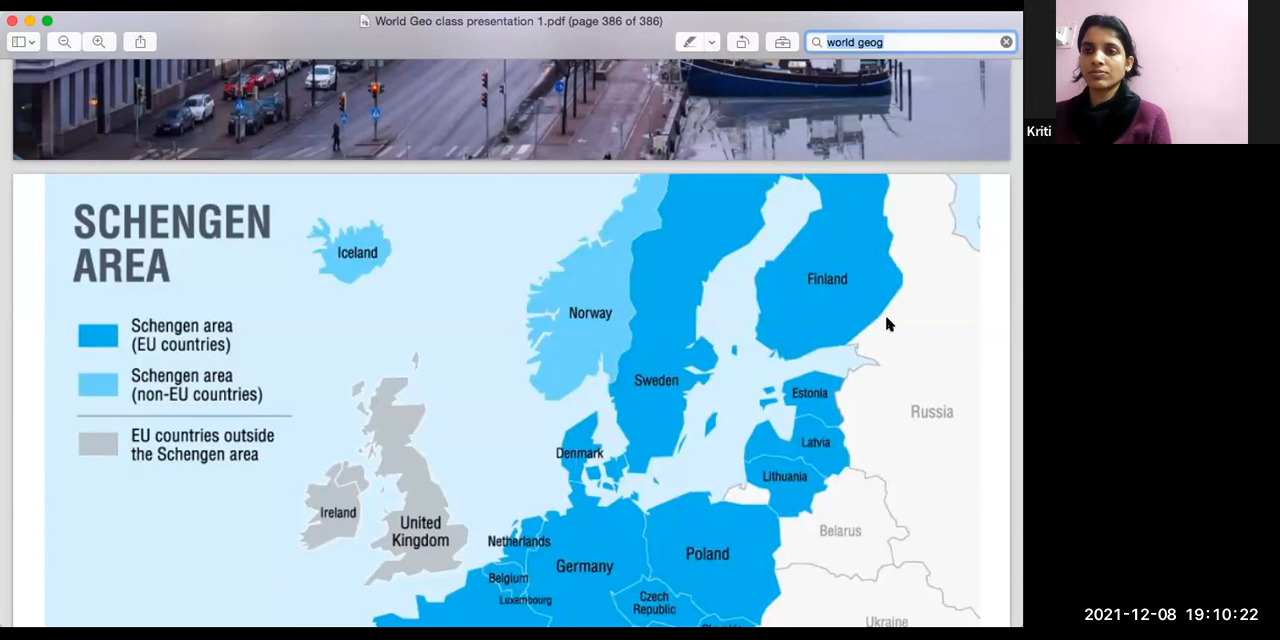 World Geo class presentation 1.pdf (page 386 of 386)
world geog
Kriti
SCHENGEN
AREA
Schengen area
(EU countries)
Schengen area
(non-EU countries)
EU countries outside
the Schengen area
Iceland
Norway
Finland
Sweden
Estonia
Russia
Latvia
Denmark
Lithuania
Ireland
United
Kingdom
Belarus
Netherlands
Poland
Germany
Belgium
Luxembourg
Czech
Republic
Ukraine
2021-12-08 19:10:22